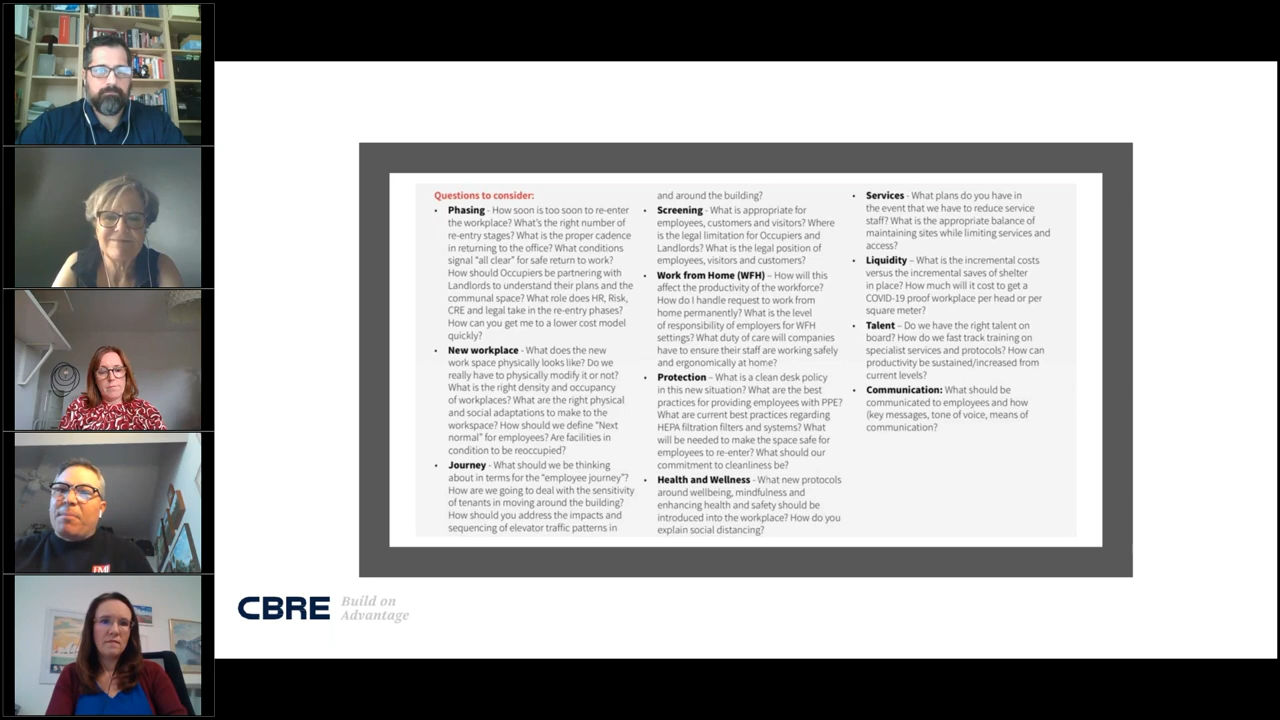 Questions to consider:
• Phasing - How soon is too soon to re-enter
the workplace? What's the right number of
re-entry stages? What is the proper cadence
in returning to the office? What conditions
signal "all clear" for safe return to work?
How should Occupiers be partnering with
Landlords to understand their plans and the
communal space? What role does HR, Risk,
CRE and legal take in the re-entry phases?
How can you get me to a lower cost model
quickly?
• New workplace - What does the new
work space physically looks like? Do we
really have to physically modify it or not?
What is the right density and occupancy
of workplaces? What are the right physical
and social adaptations to make to the
workspace? How should we define "Next
normal" for employees? Are facilities in
condition to be reoccupied?
• Journey - What should we be thinking
about in terms for the "employee journey"?
How are we going to deal with the sensitivity
of tenants in moving around the building?
How should you address the impacts and
sequencing of elevator traffic patterns in
and around the building?
• Screening - What is appropriate for
employees, customers and visitors? Where
is the legal limitation for Occupiers and
Landlords? What is the legal position of
employees, visitors and customers?
• Work from Home (WFH) – How will this
affect the productivity of the workforce?
How do I handle request to work from
home permanently? What is the level
of responsibility of employers for WFH
settings? What duty of care will companies
have to ensure their staff are working safely
and ergonomically at home?
• Protection – What is a clean desk policy
in this new situation? What are the best
practices for providing employees with PPE?
What are current best practices regarding
HEPA filtration filters and systems? What
will be needed to make the space safe for
employees to re-enter? What should our
commitment to cleanliness be?
• Health and Wellness - What new protocols
around wellbeing, mindfulness and
enhancing health and safety should be
introduced into the workplace? How do you
explain social distancing?
• Services - What plans do you have in
the event that we have to reduce service
staff? What is the appropriate balance of
maintaining sites while limiting services and
access?
• Liquidity – What is the incremental costs
versus the incremental saves of shelter
in place? How much will it cost to get a
COVID-19 proof workplace per head or per
square meter?
• Talent – Do we have the right talent on
board? How do we fast track training on
specialist services and protocols? How can
productivity be sustained/increased from
current levels?
• Communication: What should be
communicated to employees and how
(key messages, tone of voice, means of
communication?
CBRE
Build on
Advantage